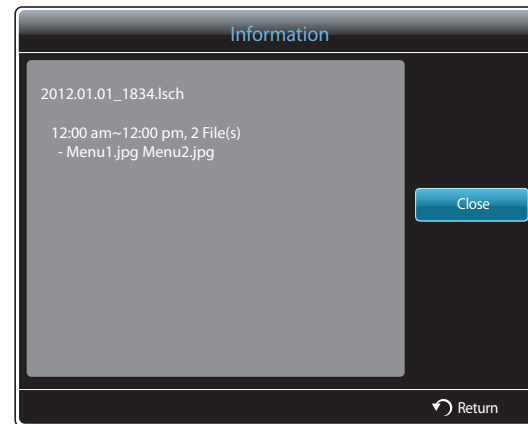 Information
2012.01.01_1834.lsch
12:00 am~12:00 pm, 2 File(s)
- Menu1.jpg Menu2.jpg
Close
Return